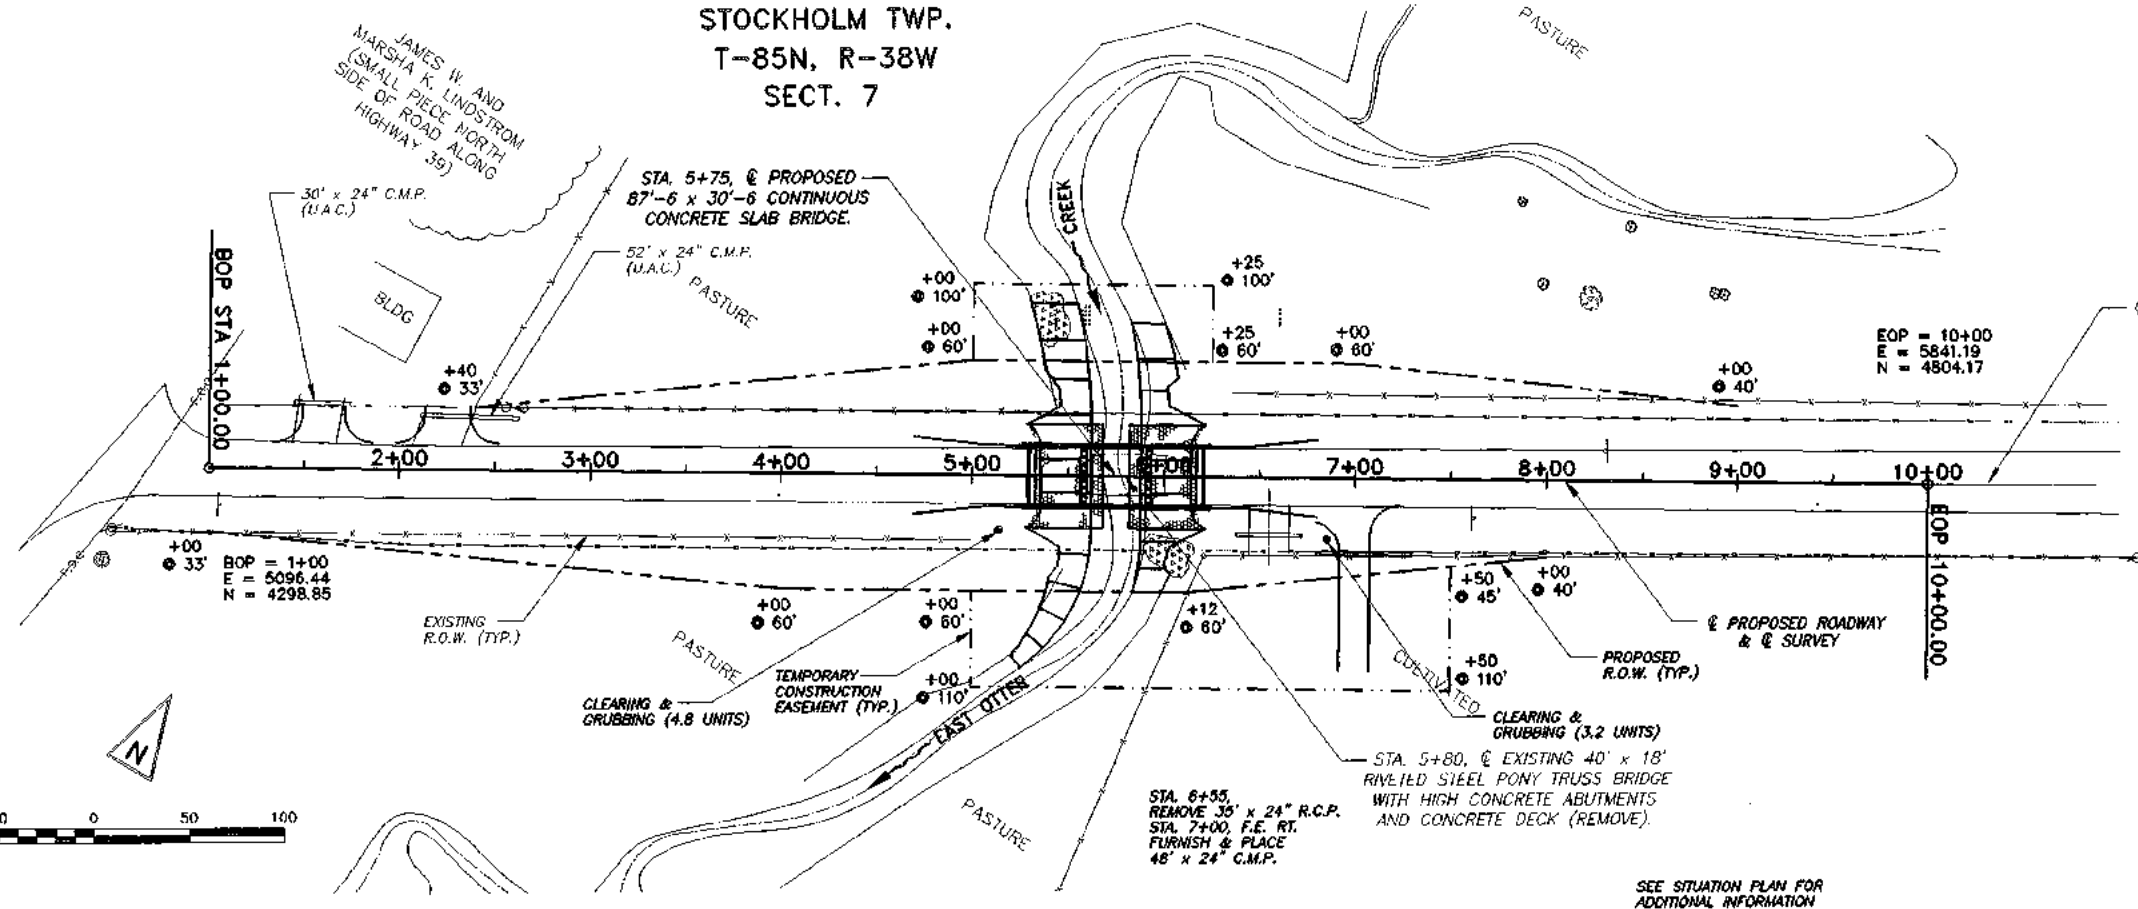 STOCKHOLM TWP.
T-85N, R-38W
SECT. 7
PASTURE
JAMES W. AND
MARSHA K. LINDSTROM
(SMALL PIECE NORTH
SIDE OF ROAD ALONG
HIGHWAY 39)
30' x 24" C.M.P.
(U.A.C.)
STA. 5+75, ℄ PROPOSED
87'-6 x 30'-6 CONTINUOUS
CONCRETE SLAB BRIDGE.
52' x 24" C.M.P.
(U.A.C.)
PASTURE
BLDG
CREEK
BOP STA 1+00.00
+00
100'
+00
60'
+25
100'
+25
60'
+00
60'
+40
33'
+00
40'
EOP = 10+00
E = 5841.19
N = 4804.17
2+00
3+00
4+00
5+00
6+00
7+00
8+00
9+00
10+00
+00
33'
BOP = 1+00
E = 5096.44
N = 4298.85
EXISTING
R.O.W. (TYP.)
+00
60'
+00
60'
+12
60'
+50
45'
+00
40'
EOP 10+00.00
℄ PROPOSED ROADWAY
& ℄ SURVEY
PROPOSED
R.O.W. (TYP.)
PASTURE
TEMPORARY
CONSTRUCTION
EASEMENT (TYP.)
+00
110'
+50
110'
CULTIVATED
CLEARING &
GRUBBING (4.8 UNITS)
EAST OTTER
CLEARING &
GRUBBING (3.2 UNITS)
N
STA. 5+80, ℄ EXISTING 40' x 18'
RIVETED STEEL PONY TRUSS BRIDGE
WITH HIGH CONCRETE ABUTMENTS
AND CONCRETE DECK (REMOVE).
PASTURE
STA. 6+55,
REMOVE 35' x 24" R.C.P.
STA. 7+00, F.E. RT.
FURNISH & PLACE
48' x 24" C.M.P.
0 50 100
SEE SITUATION PLAN FOR
ADDITIONAL INFORMATION